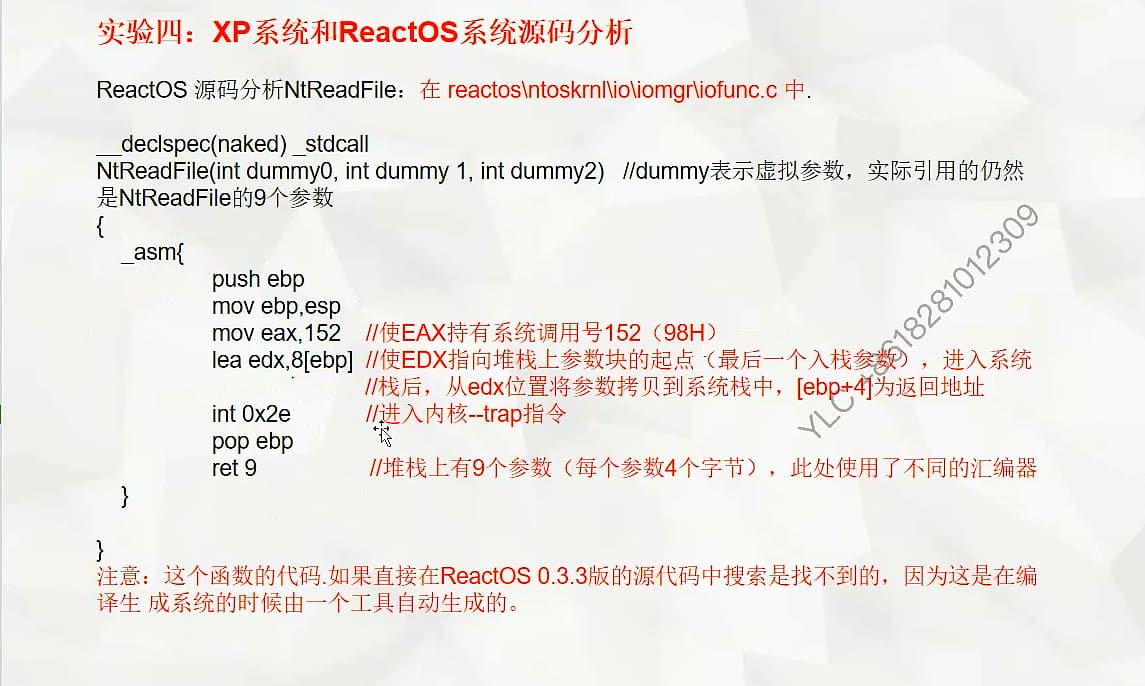 实验四：XP系统和ReactOS系统源码分析
ReactOS 源码分析NtReadFile：在 reactos\ntoskrnl\io\iomgr\iofunc.c 中.
__declspec(naked) _stdcall
NtReadFile(int dummy0, int dummy 1, int dummy2)   //dummy表示虚拟参数，实际引用的仍然
是NtReadFile的9个参数
{
_asm{
push ebp
mov ebp,esp
mov eax,152    //使EAX持有系统调用号152（98H）
lea edx,8[ebp]  //使EDX指向堆栈上参数块的起点（最后一个入栈参数），进入系统
//栈后，从edx位置将参数拷贝到系统栈中，[ebp+4]为返回地址
int 0x2e            //进入内核--trap指令
pop ebp
ret 9                  //堆栈上有9个参数（每个参数4个字节），此处使用了不同的汇编器
}
}
注意：这个函数的代码.如果直接在ReactOS 0.3.3版的源代码中搜索是找不到的，因为这是在编
译生 成系统的时候由一个工具自动生成的。
YLC +8618281012309